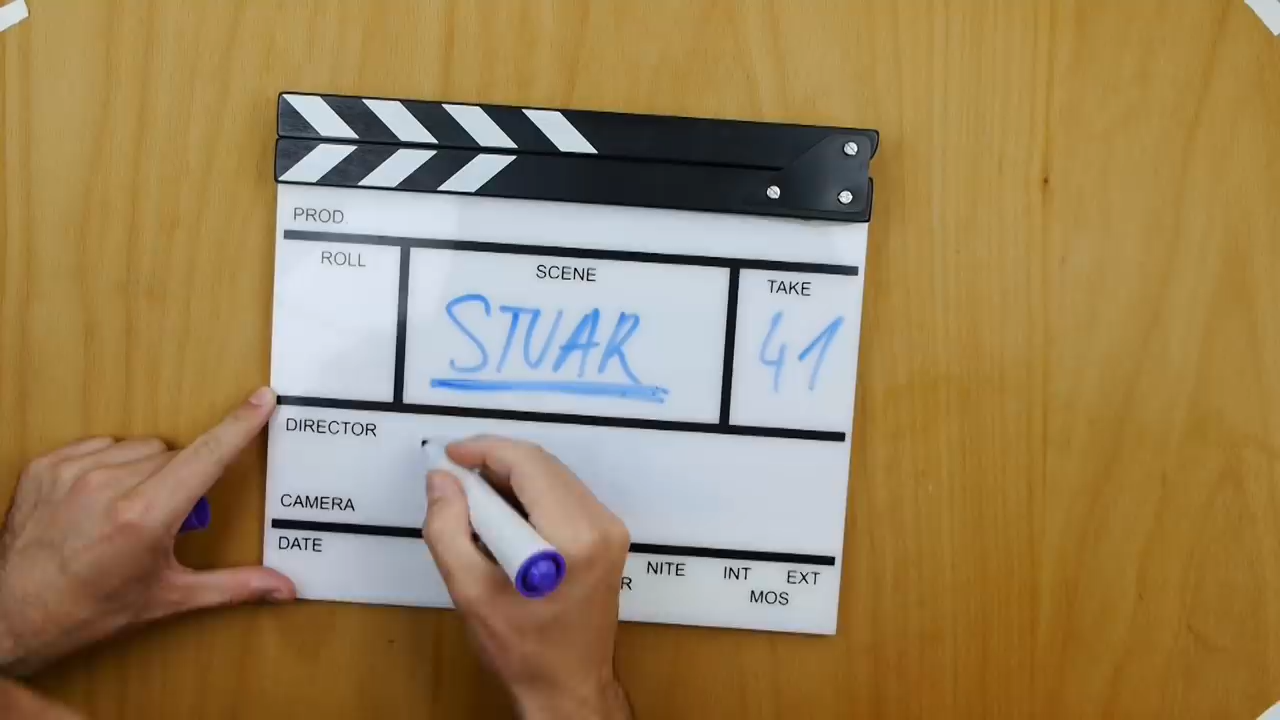 PROD.
ROLL SCENE TAKE
STUAR 41
DIRECTOR
CAMERA
DATE NITE INT EXT
MOS